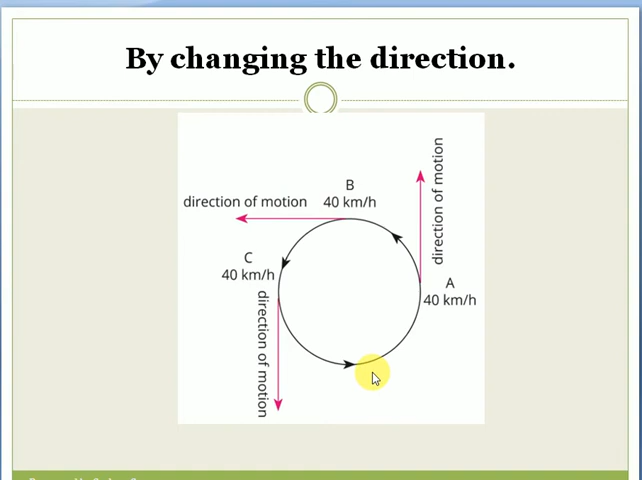 By changing the direction.
direction of motion
B
direction of motion
40 km/h
C
40 km/h
A
40 km/h
direction of motion